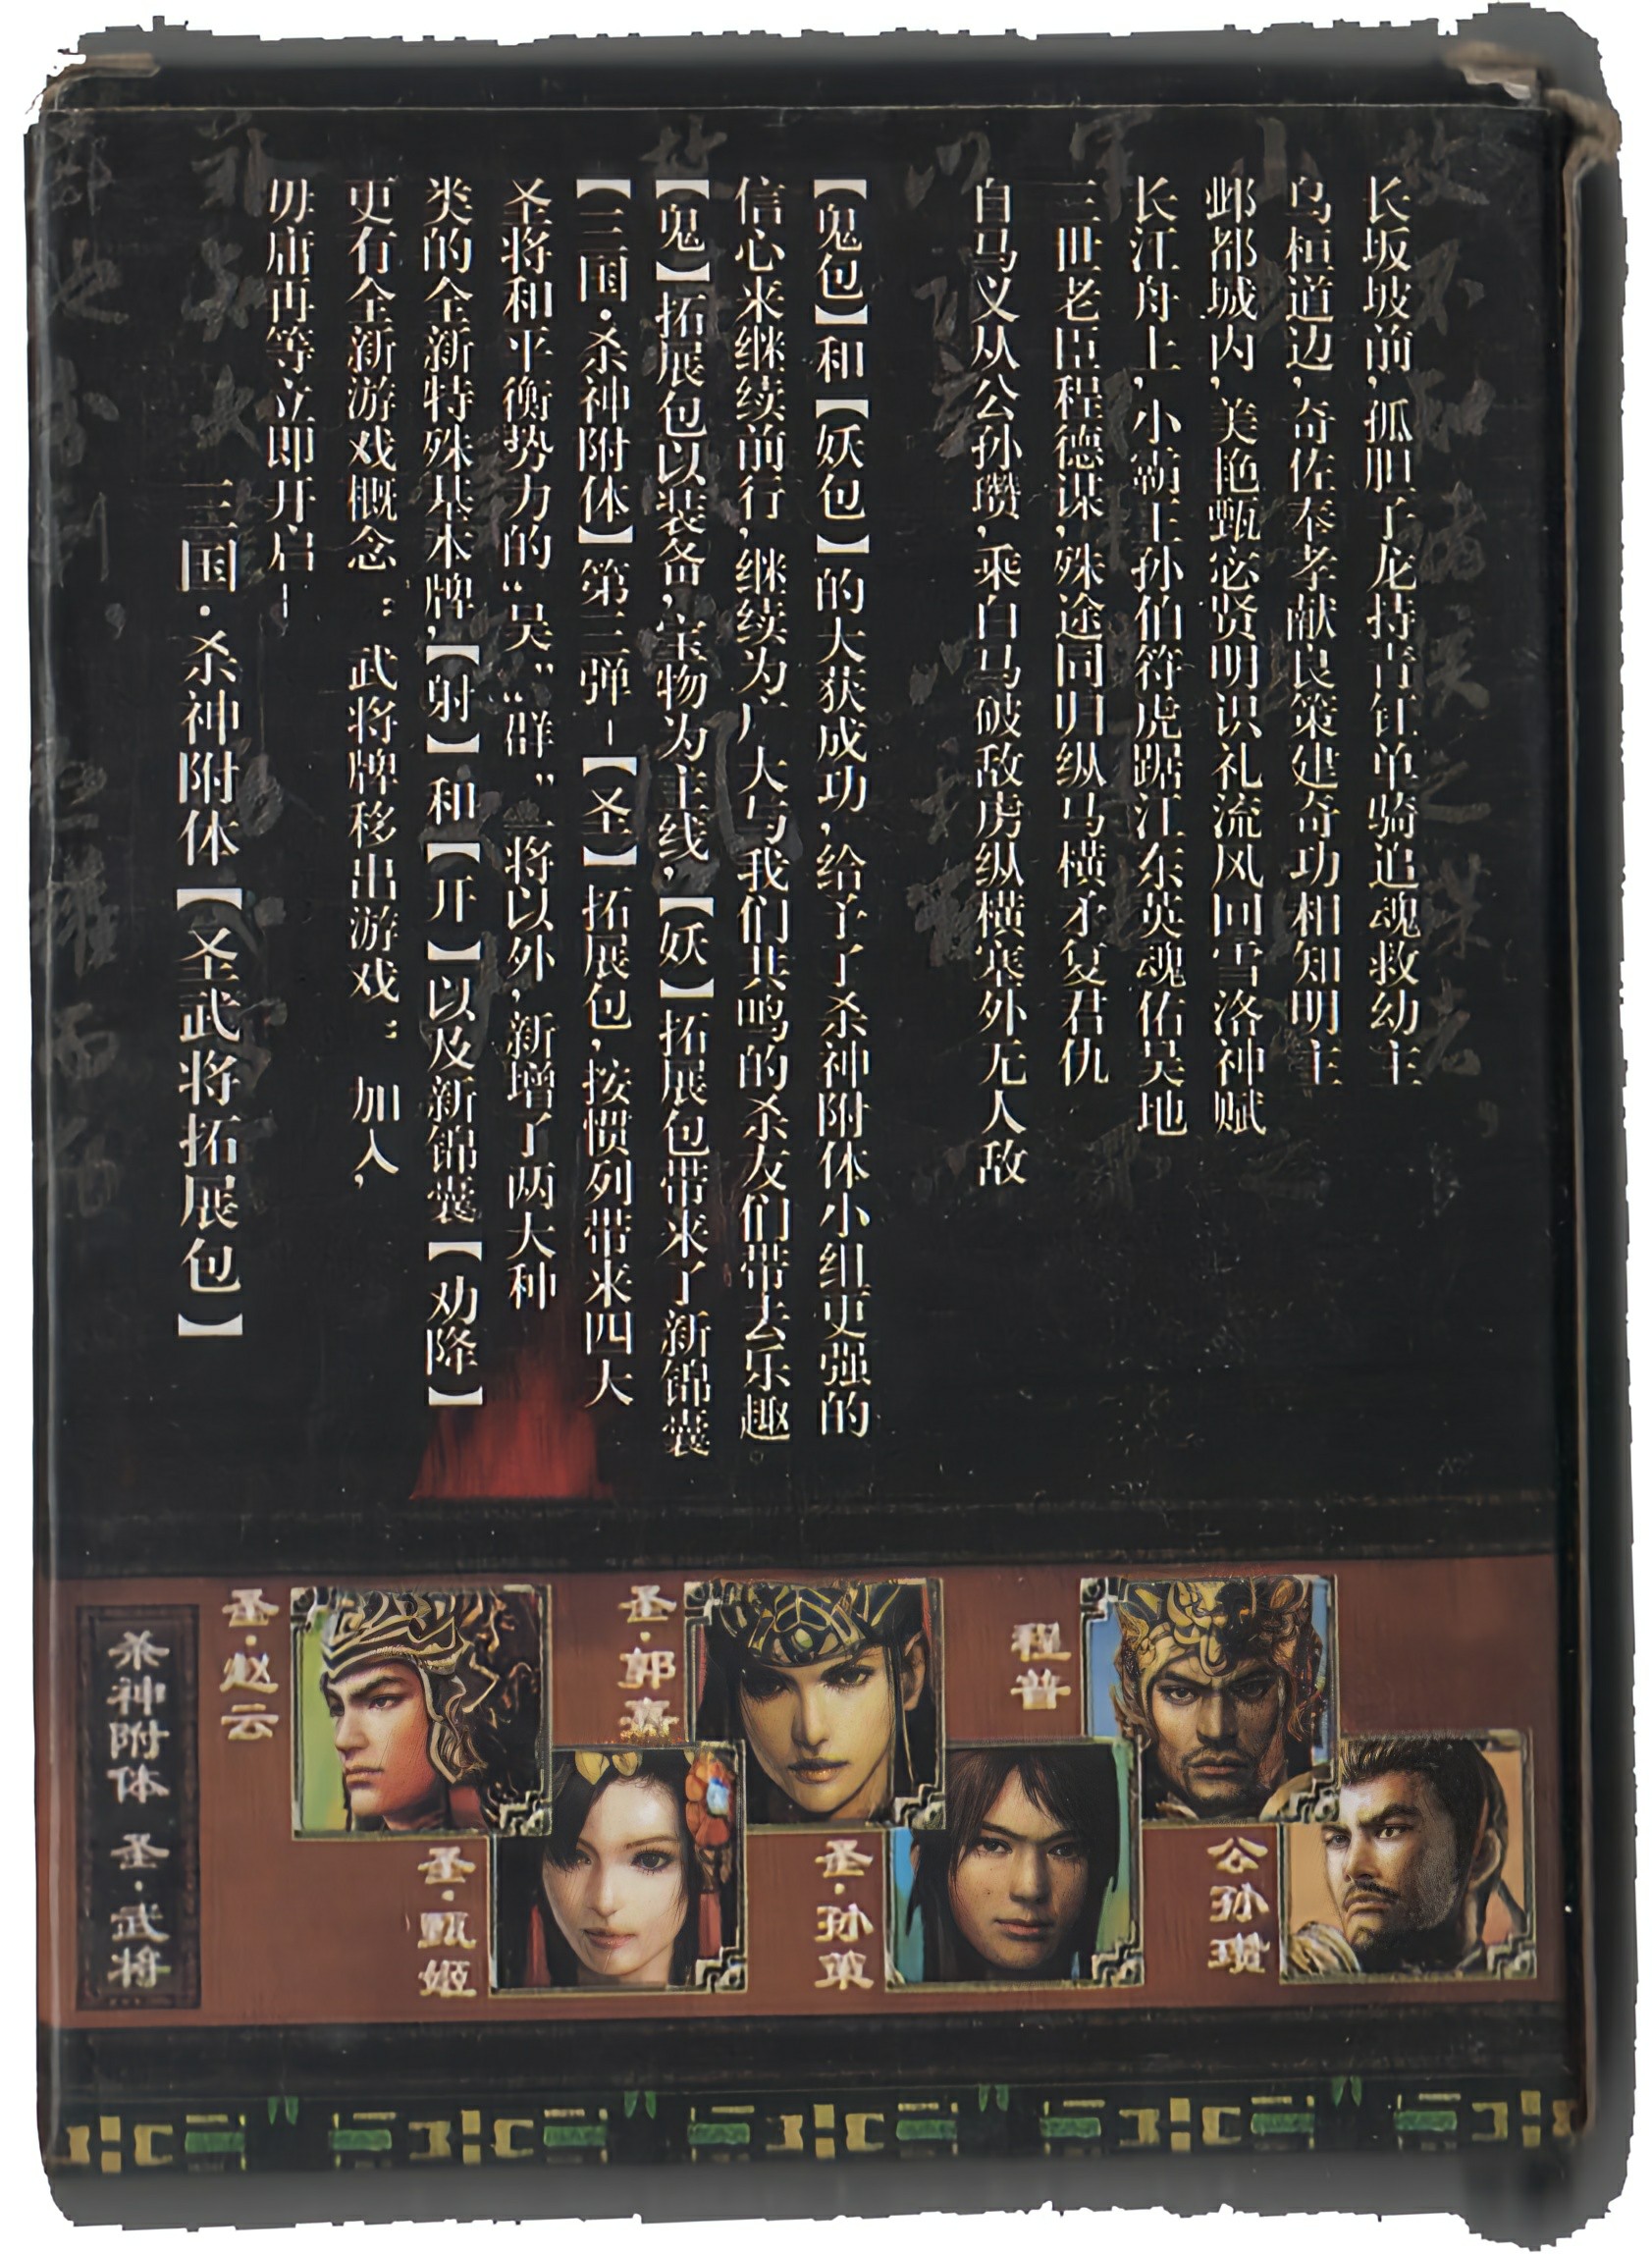 长坂坡前,孤胆子龙持青釭单骑追魂救幼主
乌桓道边,奇佐奉孝献良策建奇功相知明主
邺都城内,美艳甄宓贤明识礼流风回雪洛神赋
长江舟上,小霸王孙伯符虎踞江东英魂佑吴地
三世老臣程德谋,殊途同归纵马横矛复君仇
白马义从公孙瓒,乘白马破敌虏纵横塞外无人敌
【鬼包】和【妖包】的大获成功,给予了杀神附体小组更强的
信心来继续前行,继续为广大与我们共鸣的杀友们带去乐趣。
【鬼】拓展包以装备,宝物为主线,【妖】拓展包带来了新锦囊
【三国·杀神附体】第三弹-【圣】拓展包,按惯列带来四大
圣将和平衡势力的“吴”“群”二将以外,新增了两大种
类的全新特殊基本牌,【射】和【开】以及新锦囊【劝降】
更有全新游戏概念:武将牌移出游戏:加入,
毋庸再等立即开启-
三国·杀神附体【圣武将拓展包】
程普
公孙瓒
圣·郭嘉
圣·孙策
圣·赵云
圣·甄姬
杀神附体 圣·武将